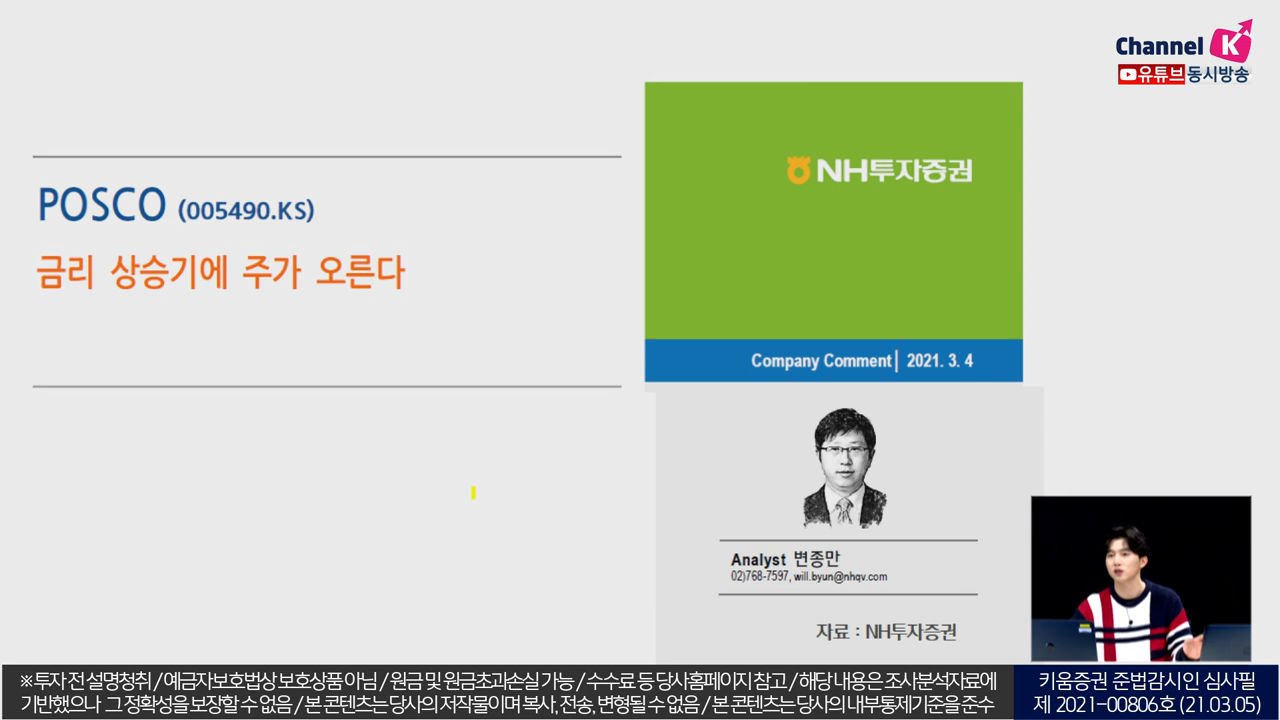 Channel K
유튜브동시방송
POSCO (005490.KS)
금리 상승기에 주가 오른다
NH투자증권
Company Comment | 2021. 3. 4
Analyst 변종만
02)768-7597, will.byun@nhqv.com
자료 : NH투자증권
※ 투자 전 설명청취 / 예금자보호법상 보호상품 아님 / 원금 및 원금초과손실 가능 / 수수료 등 당사홈페이지 참고 / 해당 내용은 조사분석자료에
기반했으나 그 정확성을 보장할 수 없음 / 본 콘텐츠는 당사의 저작물이며 복사, 전송, 변형될 수 없음 / 본 콘텐츠는 당사의 내부통제기준을 준수
키움증권 준법감시인 심사필
제 2021-00806호 (21.03.05)